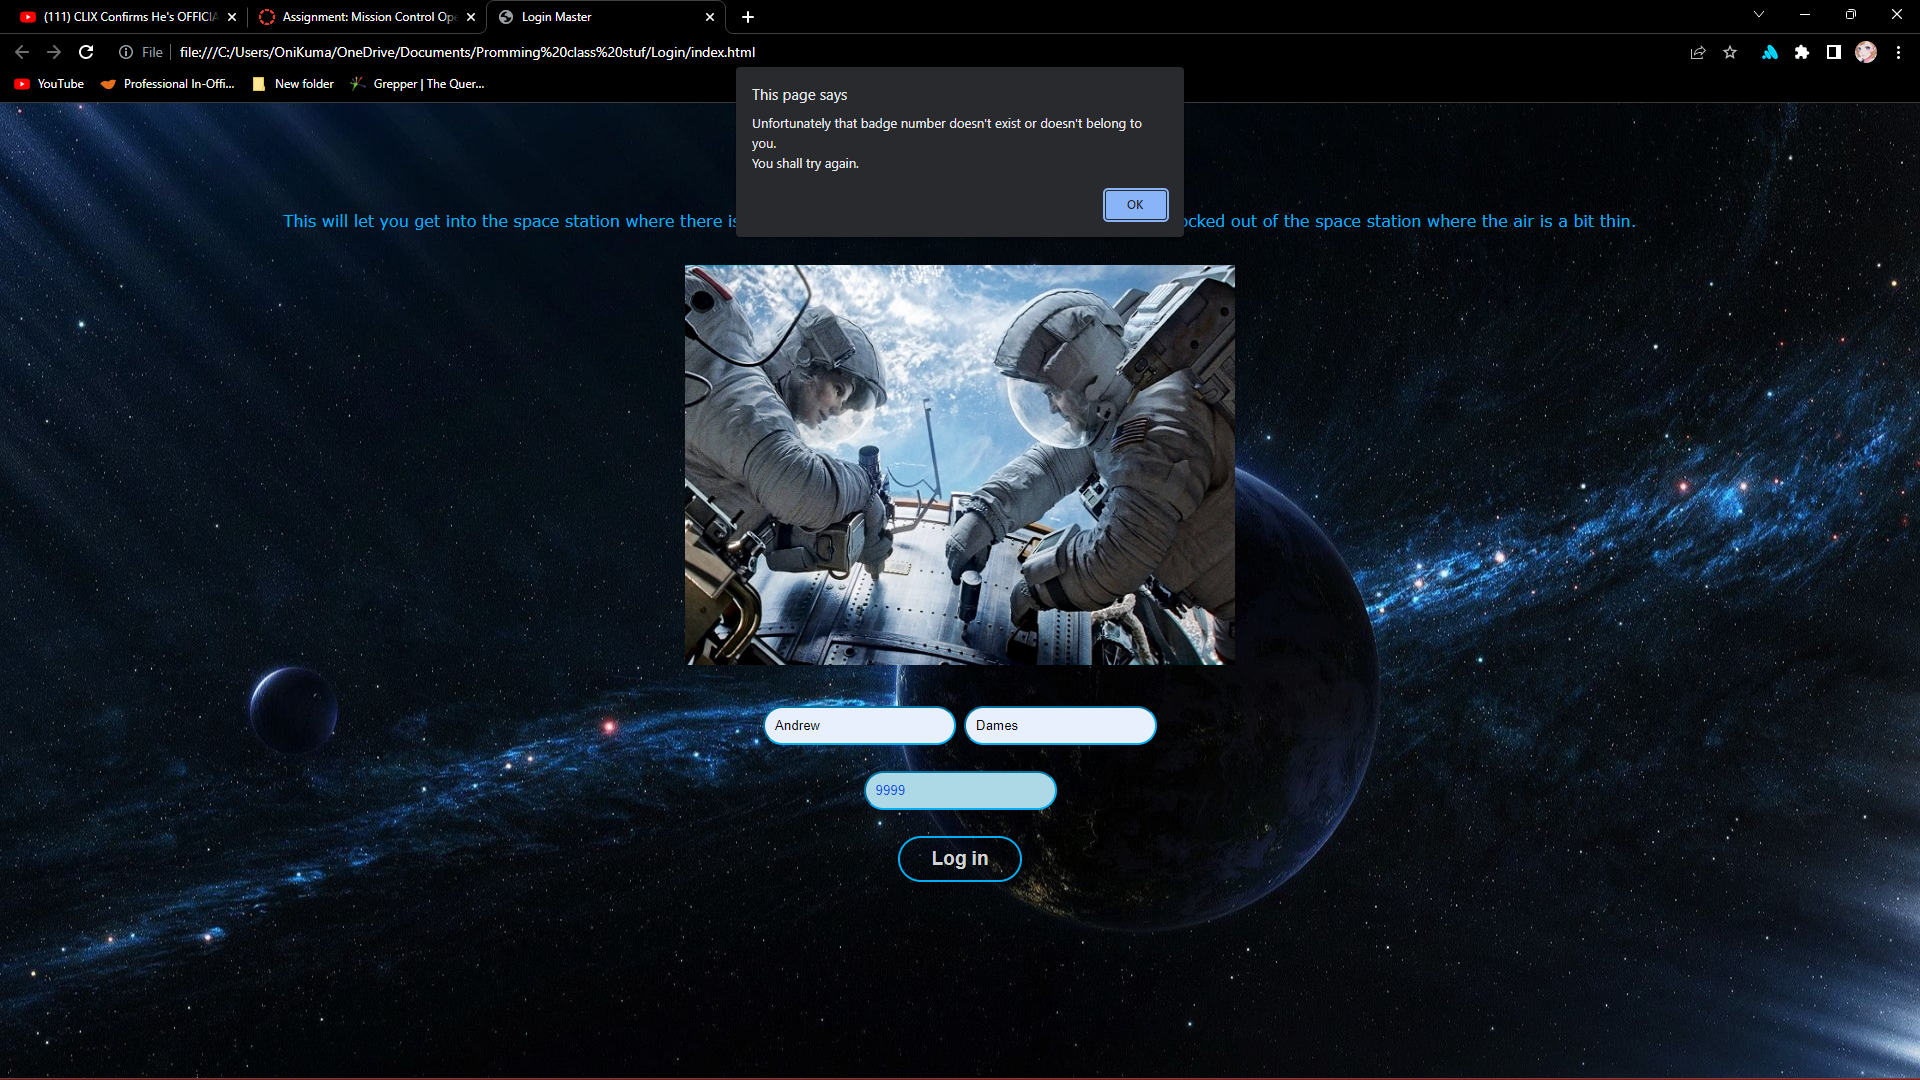 (111) CLIX Confirms He's OFFICIA
Assignment: Mission Control Ope
Login Master
File
file:///C:/Users/OniKuma/OneDrive/Documents/Promming%20class%20stuf/Login/index.html
YouTube
Professional In-Offi...
New folder
Grepper | The Quer...
This page says
Unfortunately that badge number doesn't exist or doesn't belong to
you.
You shall try again.
OK
This will let you get into the space station where there is
ocked out of the space station where the air is a bit thin.
Andrew
Dames
9999
Log in